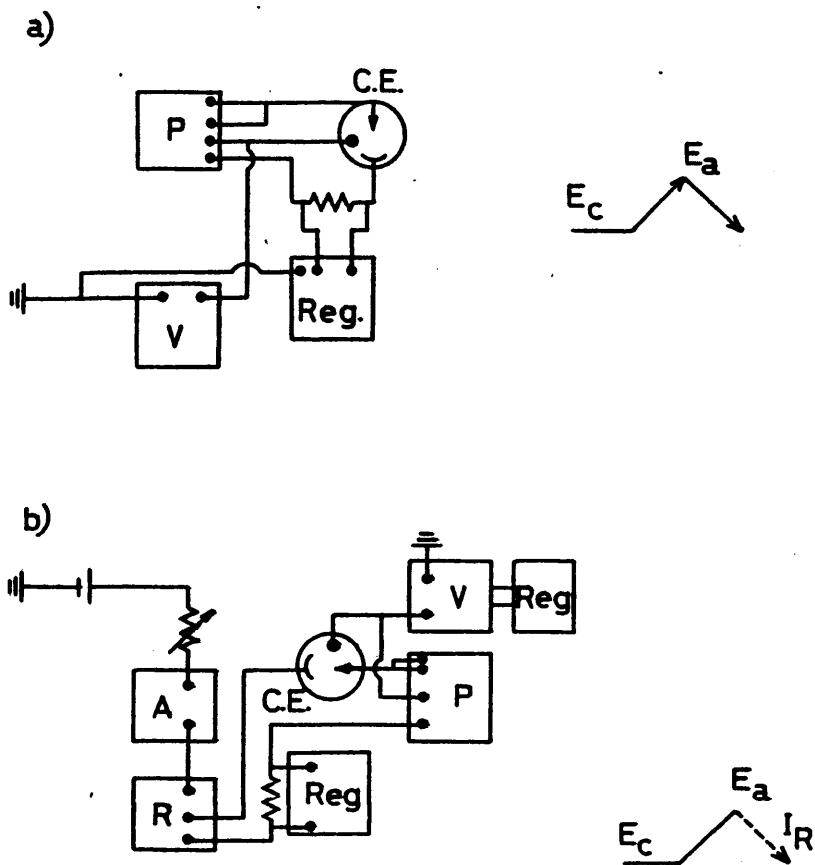 a)
C.E.
P
E_a
E_c
Reg.
V
b)
V
Reg
C.E.
P
A
R
Reg
E_a
E_c
I_R